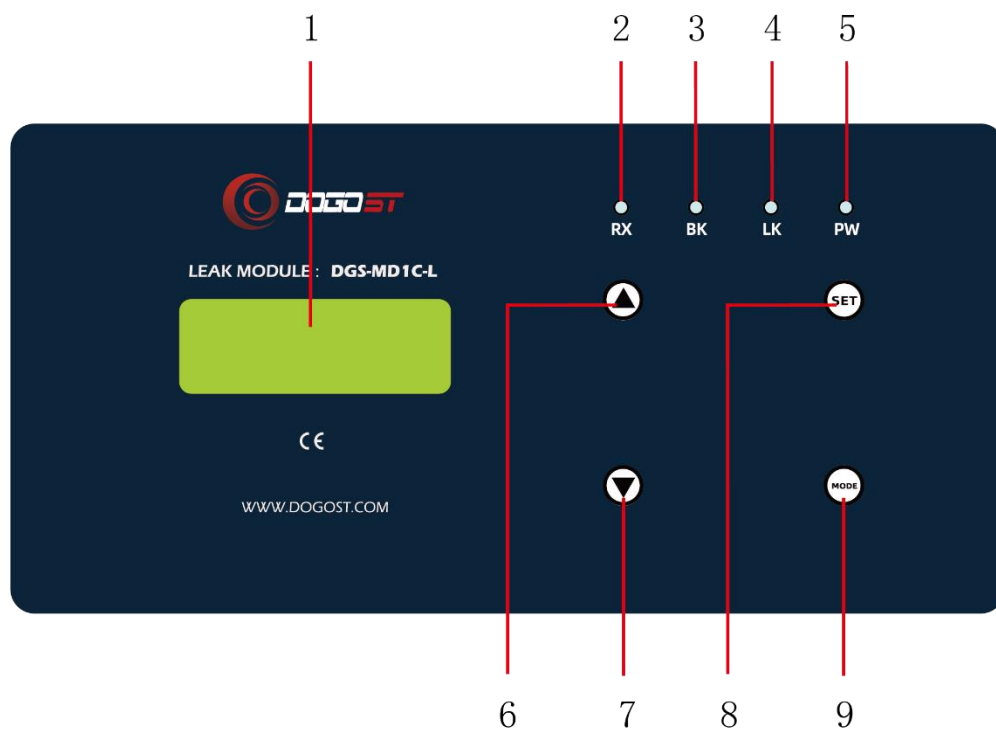 1 2 3 4 5
DOGOST
RX BK LK PW
LEAK MODULE : DGS-MD1C-L
SET
CE
MODE
WWW.DOGOST.COM
6 7 8 9